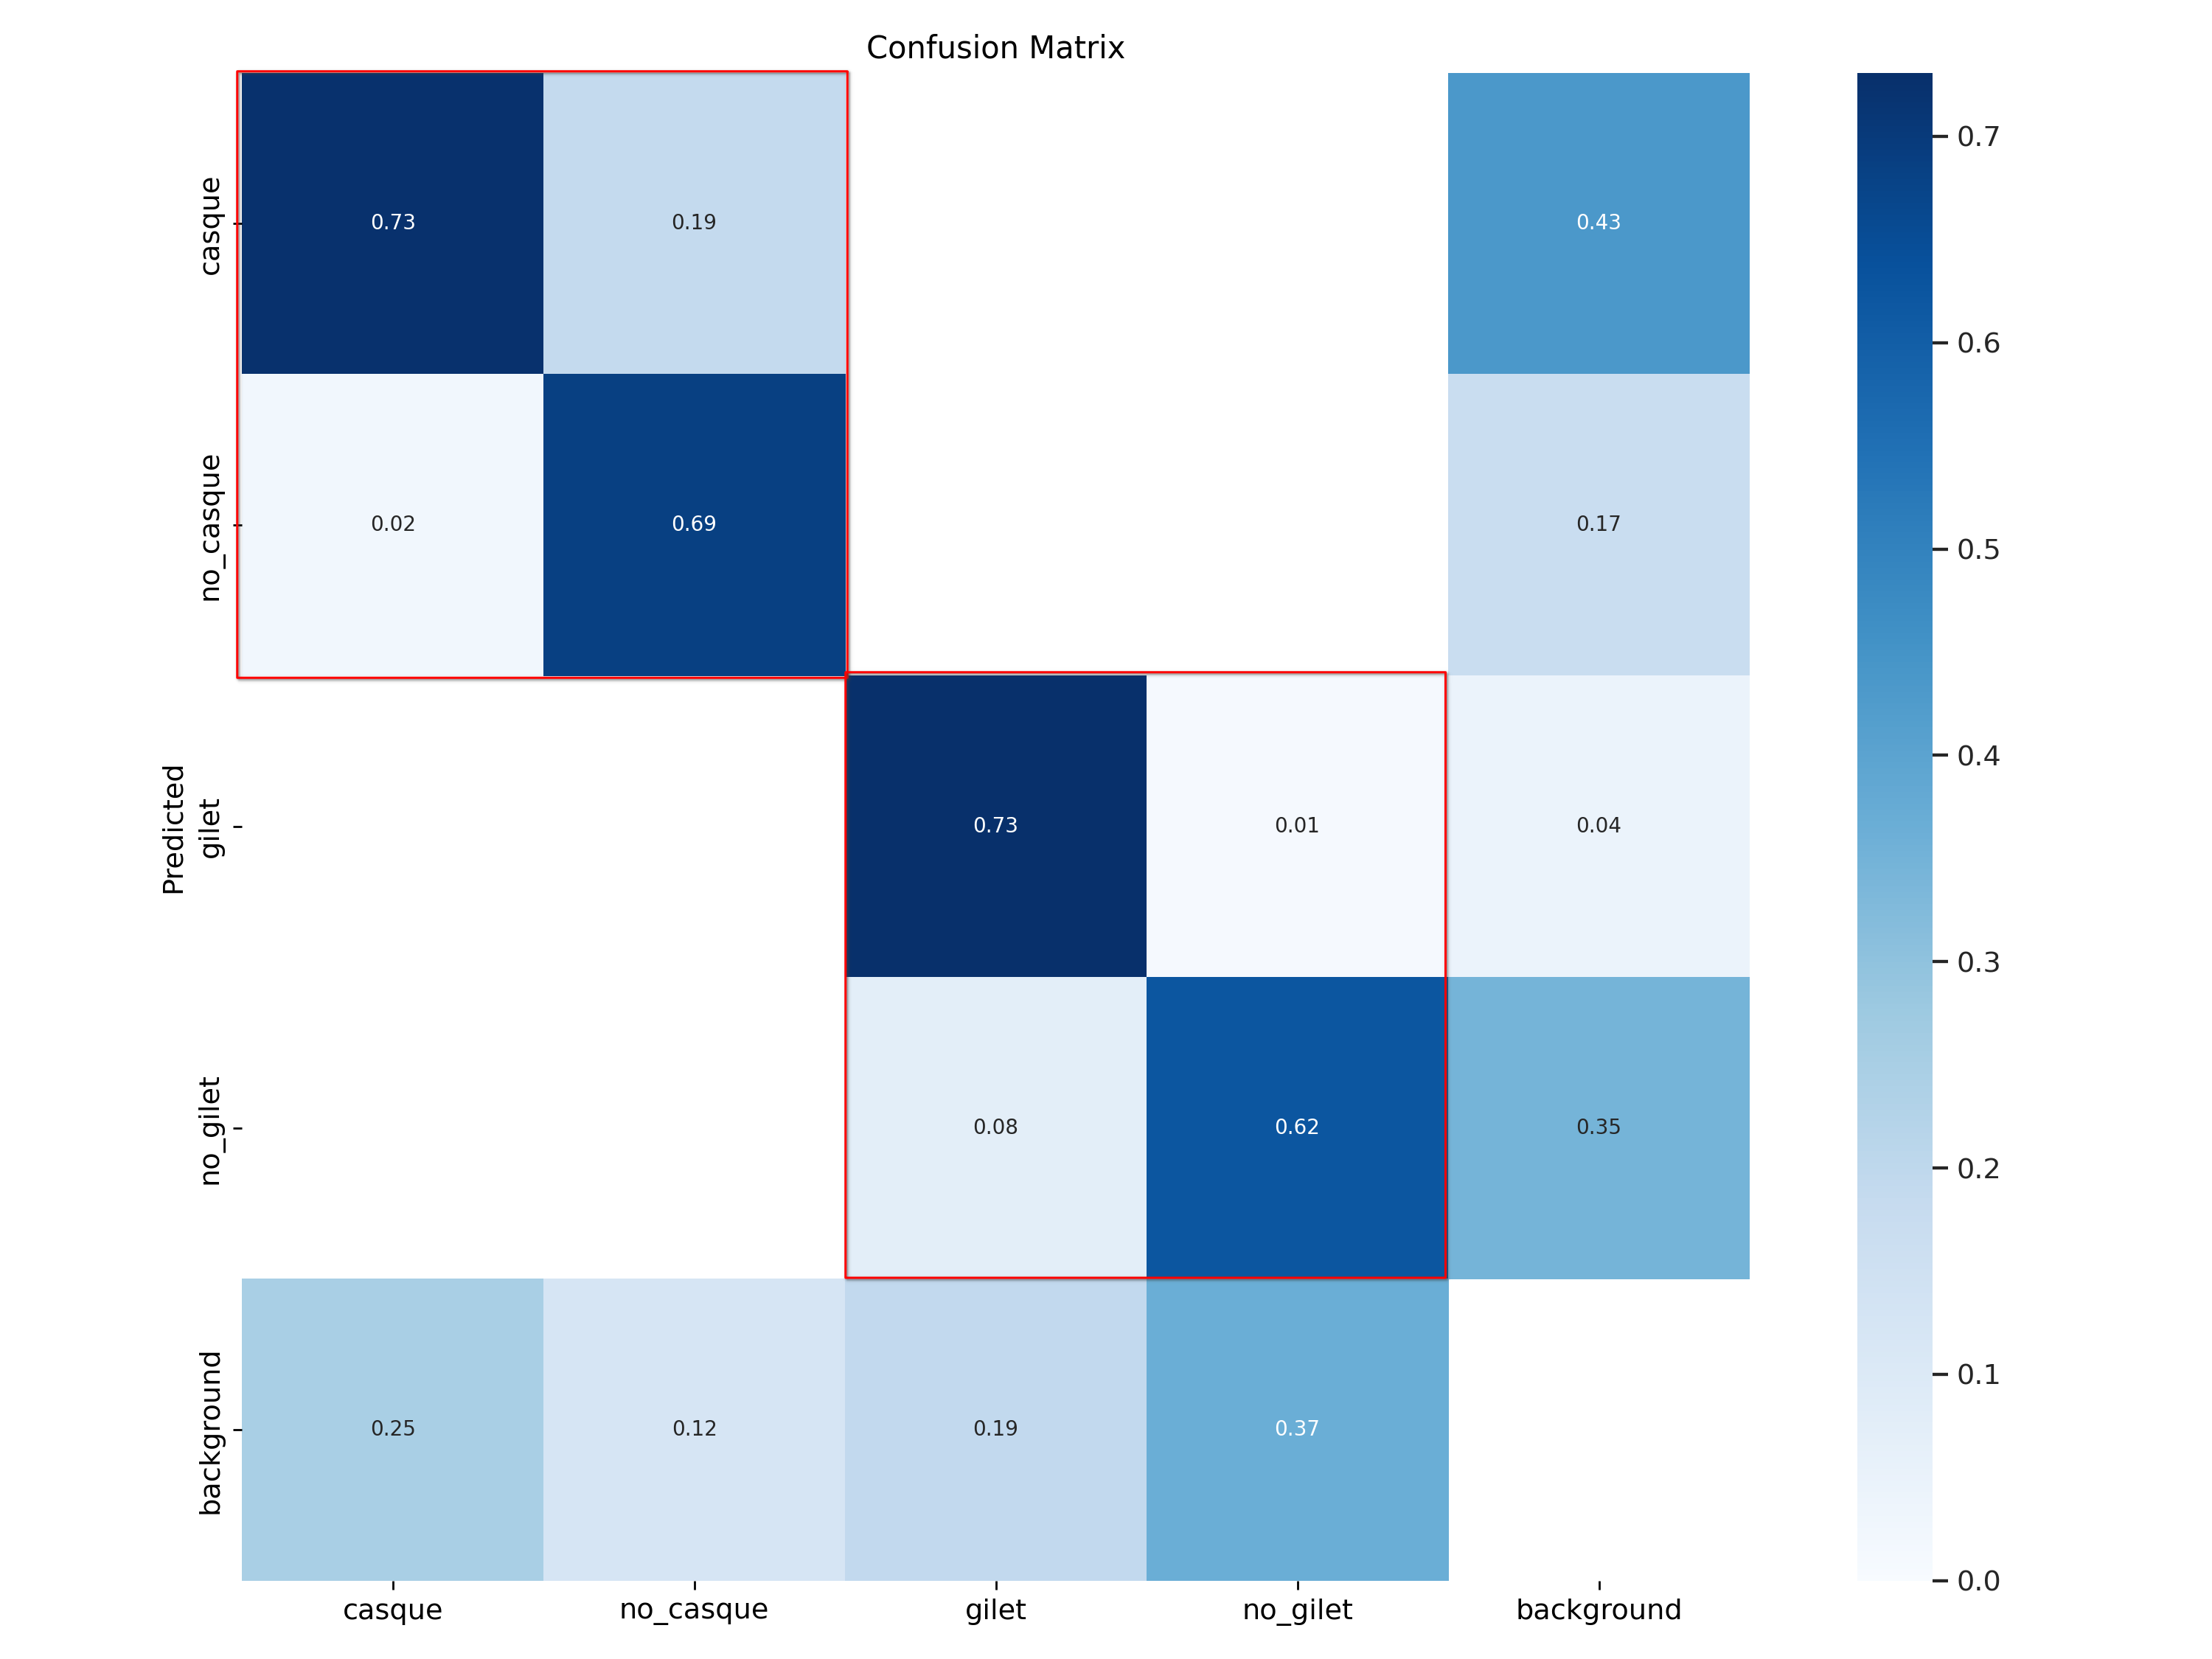 Confusion Matrix
casque
0.73
0.19
0.43
0.7
0.6
no_casque
0.02
0.69
0.17
0.5
0.4
Predicted
gilet
0.73
0.01
0.04
0.3
no_gilet
0.08
0.62
0.35
0.2
0.1
background
0.25
0.12
0.19
0.37
0.0
casque
no_casque
gilet
no_gilet
background